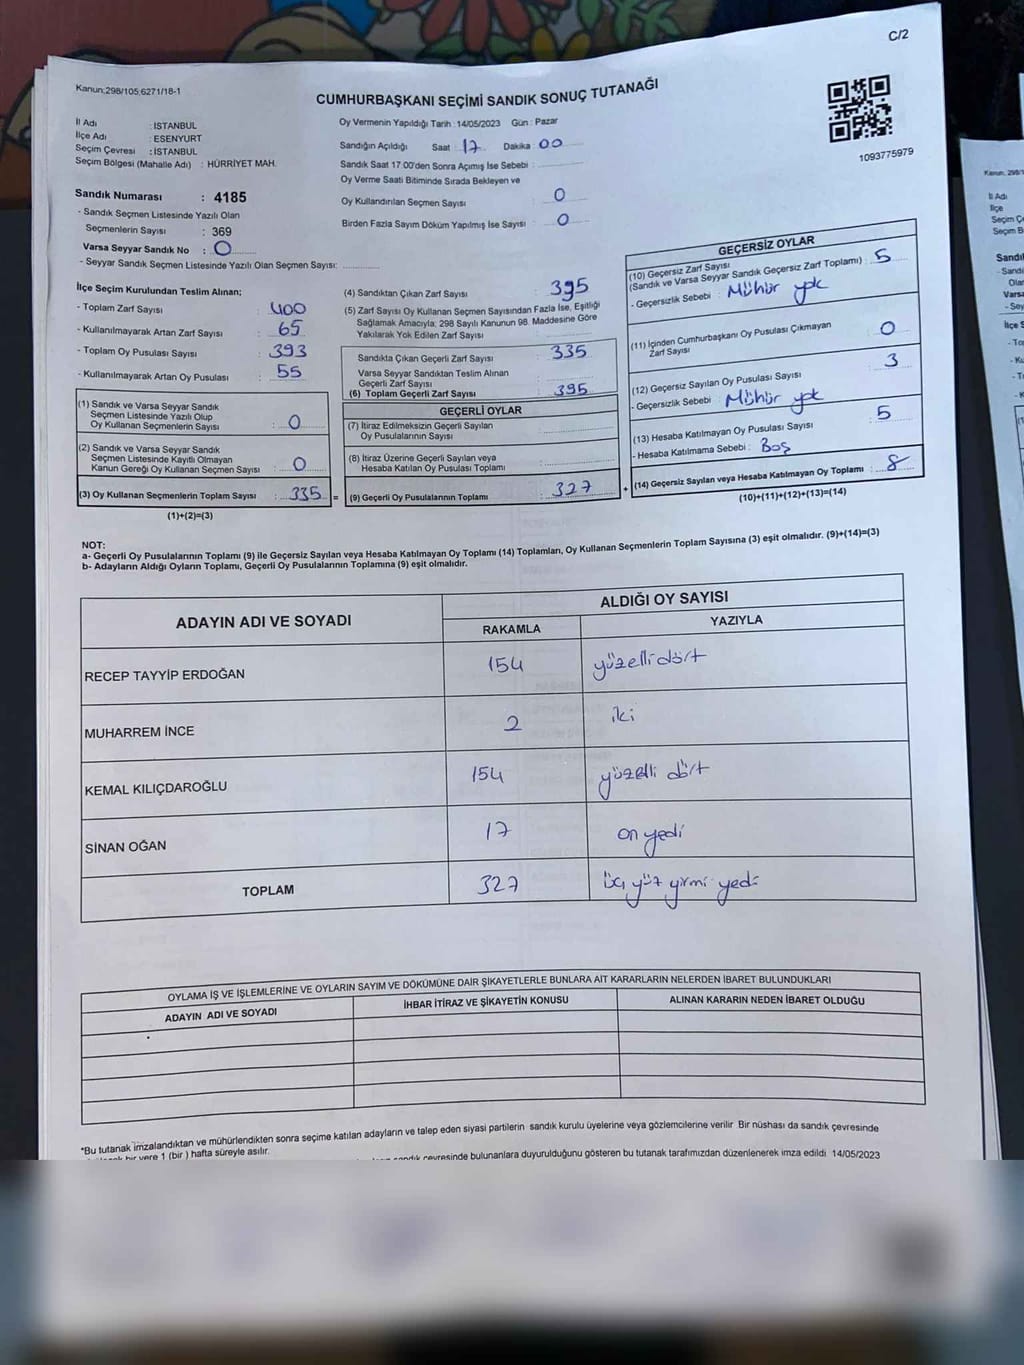 C/2
Kanun;298/105,6271/18-1
CUMHURBAŞKANI SEÇİMİ SANDIK SONUÇ TUTANAĞI
İl Adı : İSTANBUL
İlçe Adı : ESENYURT
Seçim Çevresi : İSTANBUL
Seçim Bölgesi (Mahalle Adı) : HÜRRİYET MAH.
Oy Vermenin Yapıldığı Tarih : 14/05/2023 Gün : Pazar
Sandığın Açıldığı Saat 17 Dakika 00
Sandık Saat 17:00'den Sonra Açımış İse Sebebi :
Oy Verme Saati Bitiminde Sırada Bekleyen ve
Oy Kullandırılan Seçmen Sayısı : 0
Birden Fazla Sayım Döküm Yapılmış İse Sayısı : 0
1093775979
Sandık Numarası : 4185
- Sandık Seçmen Listesinde Yazılı Olan
Seçmenlerin Sayısı : 369
Varsa Seyyar Sandık No : 0
- Seyyar Sandık Seçmen Listesinde Yazılı Olan Seçmen Sayısı:
İlçe Seçim Kurulundan Teslim Alınan;
- Toplam Zarf Sayısı : 400
- Kullanılmayarak Artan Zarf Sayısı : 65
- Toplam Oy Pusulası Sayısı : 393
- Kullanılmayarak Artan Oy Pusulası : 55
(1) Sandık ve Varsa Seyyar Sandık
Seçmen Listesinde Yazılı Olup
Oy Kullanan Seçmenlerin Sayısı : 0
(2) Sandık ve Varsa Seyyar Sandık
Seçmen Listesinde Kayıtlı Olmayan
Kanun Gereği Oy Kullanan Seçmen Sayısı : 0
(3) Oy Kullanan Seçmenlerin Toplam Sayısı : 335 =
(1)+(2)=(3)
(4) Sandıktan Çıkan Zarf Sayısı : 395
(5) Zarf Sayısı Oy Kullanan Seçmen Sayısından Fazla İse, Eşitliği
Sağlamak Amacıyla; 298 Sayılı Kanunun 98. Maddesine Göre
Yakılarak Yok Edilen Zarf Sayısı
Sandıkta Çıkan Geçerli Zarf Sayısı : 335
Varsa Seyyar Sandıktan Teslim Alınan
Geçerli Zarf Sayısı
(6) Toplam Geçerli Zarf Sayısı : 395
GEÇERLİ OYLAR
(7) İtiraz Edilmeksizin Geçerli Sayılan
Oy Pusulalarının Sayısı
(8) İtiraz Üzerine Geçerli Sayılan veya
Hesaba Katılan Oy Pusulası Toplamı
(9) Geçerli Oy Pusulalarının Toplamı : 327 +
GEÇERSİZ OYLAR
(10) Geçersiz Zarf Sayısı
(Sandık ve Varsa Seyyar Sandık Geçersiz Zarf Toplamı) : 5
- Geçersizlik Sebebi : Mühür yok
(11) İçinden Cumhurbaşkanı Oy Pusulası Çıkmayan
Zarf Sayısı : 0
(12) Geçersiz Sayılan Oy Pusulası Sayısı : 3
- Geçersizlik Sebebi : Mühür yok
(13) Hesaba Katılmayan Oy Pusulası Sayısı : 5
- Hesaba Katılmama Sebebi : Boş
(14) Geçersiz Sayılan veya Hesaba Katılmayan Oy Toplamı : 8
(10)+(11)+(12)+(13)=(14)
NOT:
a- Geçerli Oy Pusulalarının Toplamı (9) ile Geçersiz Sayılan veya Hesaba Katılmayan Oy Toplamı (14) Toplamları, Oy Kullanan Seçmenlerin Toplam Sayısına (3) eşit olmalıdır. (9)+(14)=(3)
b- Adayların Aldığı Oyların Toplamı, Geçerli Oy Pusulalarının Toplamına (9) eşit olmalıdır.
ADAYIN ADI VE SOYADI
ALDIĞI OY SAYISI
RAKAMLA YAZIYLA
RECEP TAYYİP ERDOĞAN 154 yüzellidört
MUHARREM İNCE 2 iki
KEMAL KILIÇDAROĞLU 154 yüzelli dört
SİNAN OĞAN 17 on yedi
TOPLAM 327 üç yüz yirmi yedi
OYLAMA İŞ VE İŞLEMLERİNE VE OYLARIN SAYIM VE DÖKÜMÜNE DAİR ŞİKAYETLERLE BUNLARA AİT KARARLARIN NELERDEN İBARET BULUNDUKLARI
ADAYIN ADI VE SOYADI İHBAR İTİRAZ VE ŞİKAYETİN KONUSU ALINAN KARARIN NEDEN İBARET OLDUĞU
*Bu tutanak imzalandıktan ve mühürlendikten sonra seçime katılan adayların ve talep eden siyasi partilerin sandık kurulu üyelerine veya gözlemcilerine verilir Bir nüshası da sandık çevresinde
bir yere 1 (bir ) hafta süreyle asılır.
sandık çevresinde bulunanlara duyurulduğunu gösteren bu tutanak tarafımızdan düzenlenerek imza edildi 14/05/2023